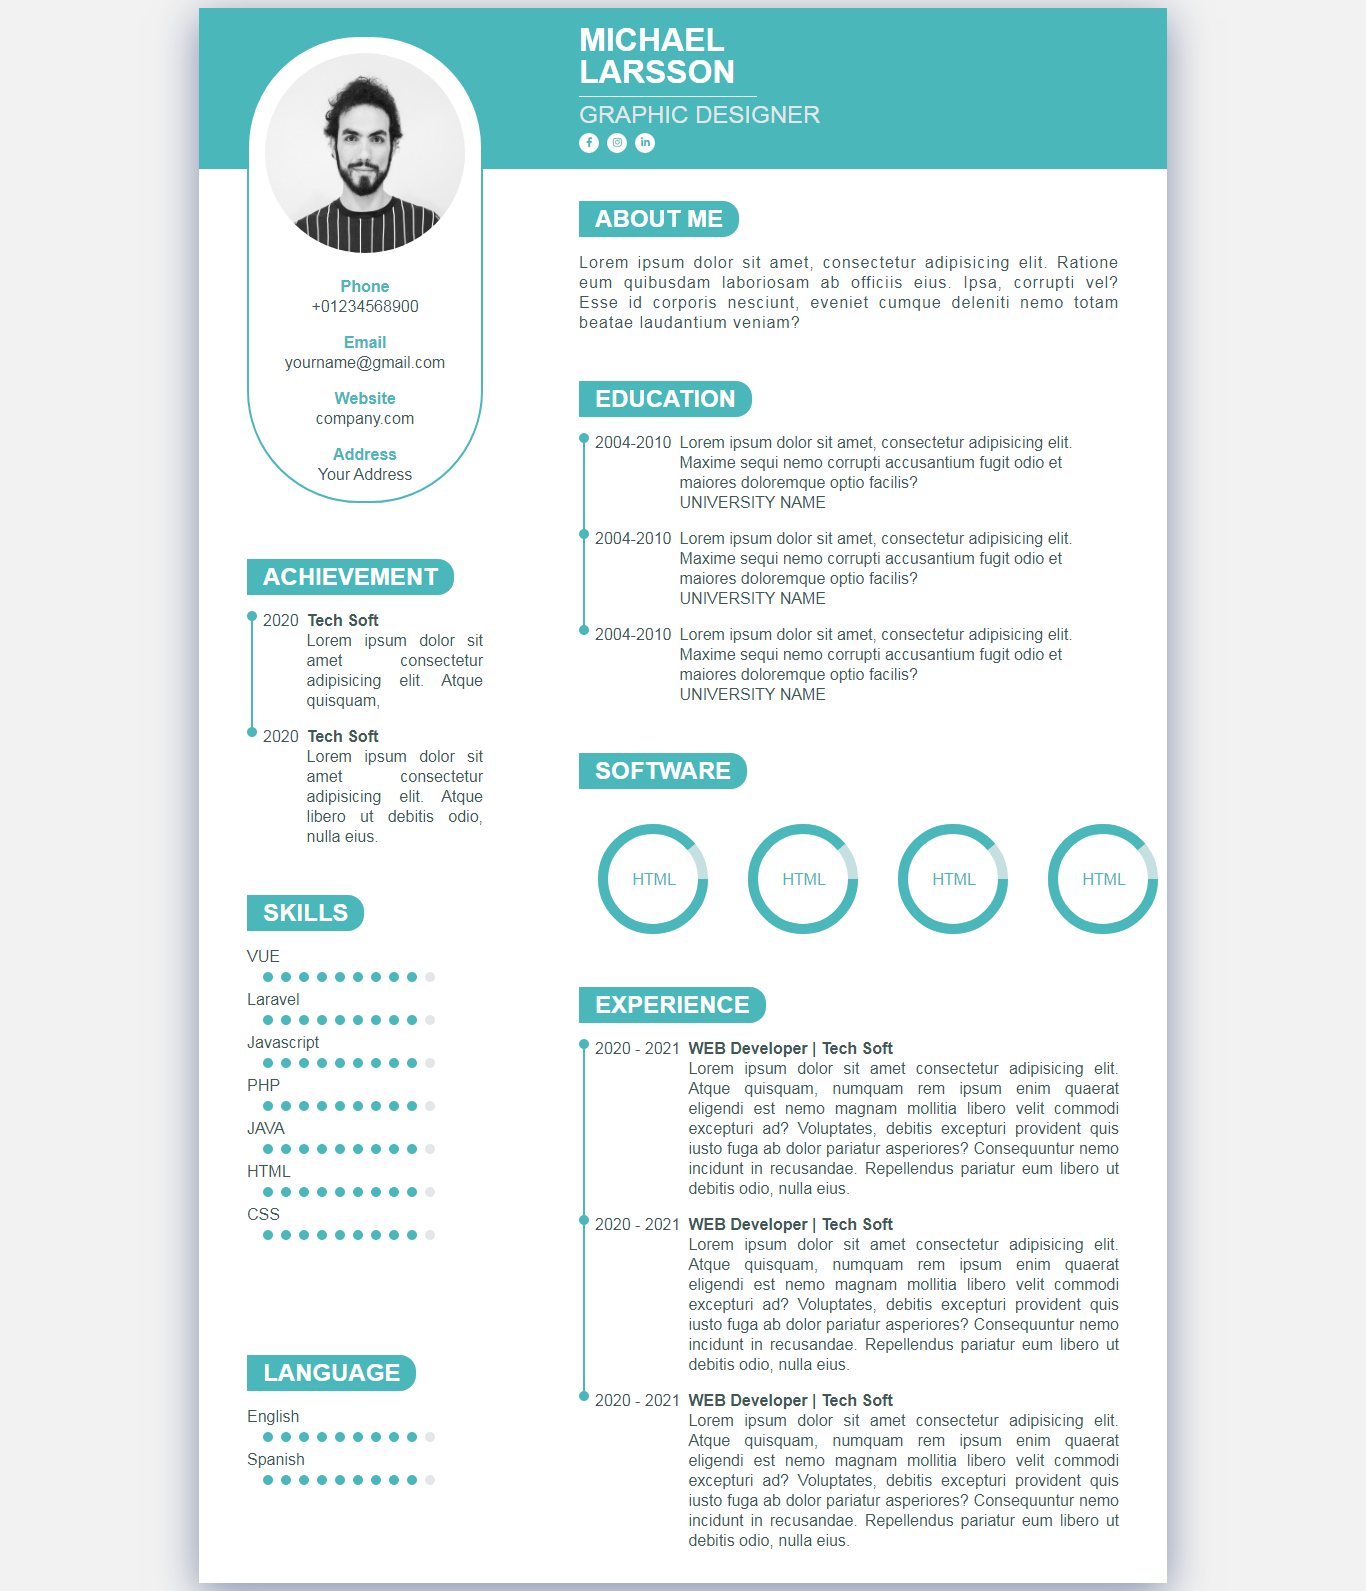 MICHAEL
LARSSON
GRAPHIC DESIGNER
Phone
+01234568900
Email
yourname@gmail.com
Website
company.com
Address
Your Address
ACHIEVEMENT
2020 Tech Soft
Lorem ipsum dolor sit
amet consectetur
adipisicing elit. Atque
quisquam,
2020 Tech Soft
Lorem ipsum dolor sit
amet consectetur
adipisicing elit. Atque
libero ut debitis odio,
nulla eius.
SKILLS
VUE
Laravel
Javascript
PHP
JAVA
HTML
CSS
LANGUAGE
English
Spanish
ABOUT ME
Lorem ipsum dolor sit amet, consectetur adipisicing elit. Ratione
eum quibusdam laboriosam ab officiis eius. Ipsa, corrupti vel?
Esse id corporis nesciunt, eveniet cumque deleniti nemo totam
beatae laudantium veniam?
EDUCATION
2004-2010 Lorem ipsum dolor sit amet, consectetur adipisicing elit.
Maxime sequi nemo corrupti accusantium fugit odio et
maiores doloremque optio facilis?
UNIVERSITY NAME
2004-2010 Lorem ipsum dolor sit amet, consectetur adipisicing elit.
Maxime sequi nemo corrupti accusantium fugit odio et
maiores doloremque optio facilis?
UNIVERSITY NAME
2004-2010 Lorem ipsum dolor sit amet, consectetur adipisicing elit.
Maxime sequi nemo corrupti accusantium fugit odio et
maiores doloremque optio facilis?
UNIVERSITY NAME
SOFTWARE
HTML HTML HTML HTML
EXPERIENCE
2020 - 2021 WEB Developer | Tech Soft
Lorem ipsum dolor sit amet consectetur adipisicing elit.
Atque quisquam, numquam rem ipsum enim quaerat
eligendi est nemo magnam mollitia libero velit commodi
excepturi ad? Voluptates, debitis excepturi provident quis
iusto fuga ab dolor pariatur asperiores? Consequuntur nemo
incidunt in recusandae. Repellendus pariatur eum libero ut
debitis odio, nulla eius.
2020 - 2021 WEB Developer | Tech Soft
Lorem ipsum dolor sit amet consectetur adipisicing elit.
Atque quisquam, numquam rem ipsum enim quaerat
eligendi est nemo magnam mollitia libero velit commodi
excepturi ad? Voluptates, debitis excepturi provident quis
iusto fuga ab dolor pariatur asperiores? Consequuntur nemo
incidunt in recusandae. Repellendus pariatur eum libero ut
debitis odio, nulla eius.
2020 - 2021 WEB Developer | Tech Soft
Lorem ipsum dolor sit amet consectetur adipisicing elit.
Atque quisquam, numquam rem ipsum enim quaerat
eligendi est nemo magnam mollitia libero velit commodi
excepturi ad? Voluptates, debitis excepturi provident quis
iusto fuga ab dolor pariatur asperiores? Consequuntur nemo
incidunt in recusandae. Repellendus pariatur eum libero ut
debitis odio, nulla eius.